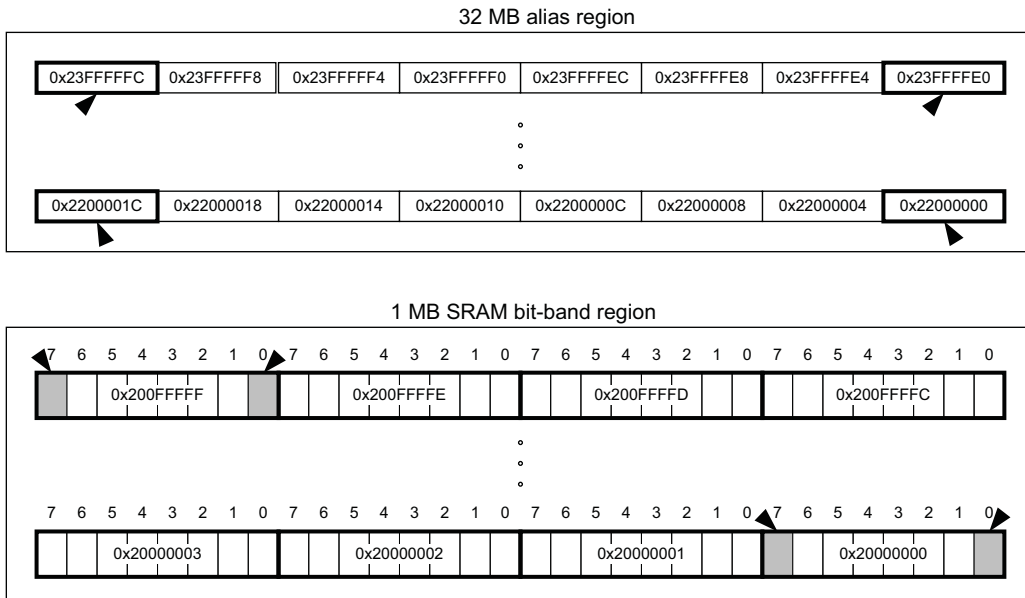 32 MB alias region
0x23FFFFFC 0x23FFFFF8 0x23FFFFF4 0x23FFFFF0 0x23FFFFEC 0x23FFFFE8 0x23FFFFE4 0x23FFFFE0
0x2200001C 0x22000018 0x22000014 0x22000010 0x2200000C 0x22000008 0x22000004 0x22000000
1 MB SRAM bit-band region
7 6 5 4 3 2 1 0 7 6 5 4 3 2 1 0 7 6 5 4 3 2 1 0 7 6 5 4 3 2 1 0
0x200FFFFF 0x200FFFFE 0x200FFFFD 0x200FFFFC
7 6 5 4 3 2 1 0 7 6 5 4 3 2 1 0 7 6 5 4 3 2 1 0 7 6 5 4 3 2 1 0
0x20000003 0x20000002 0x20000001 0x20000000